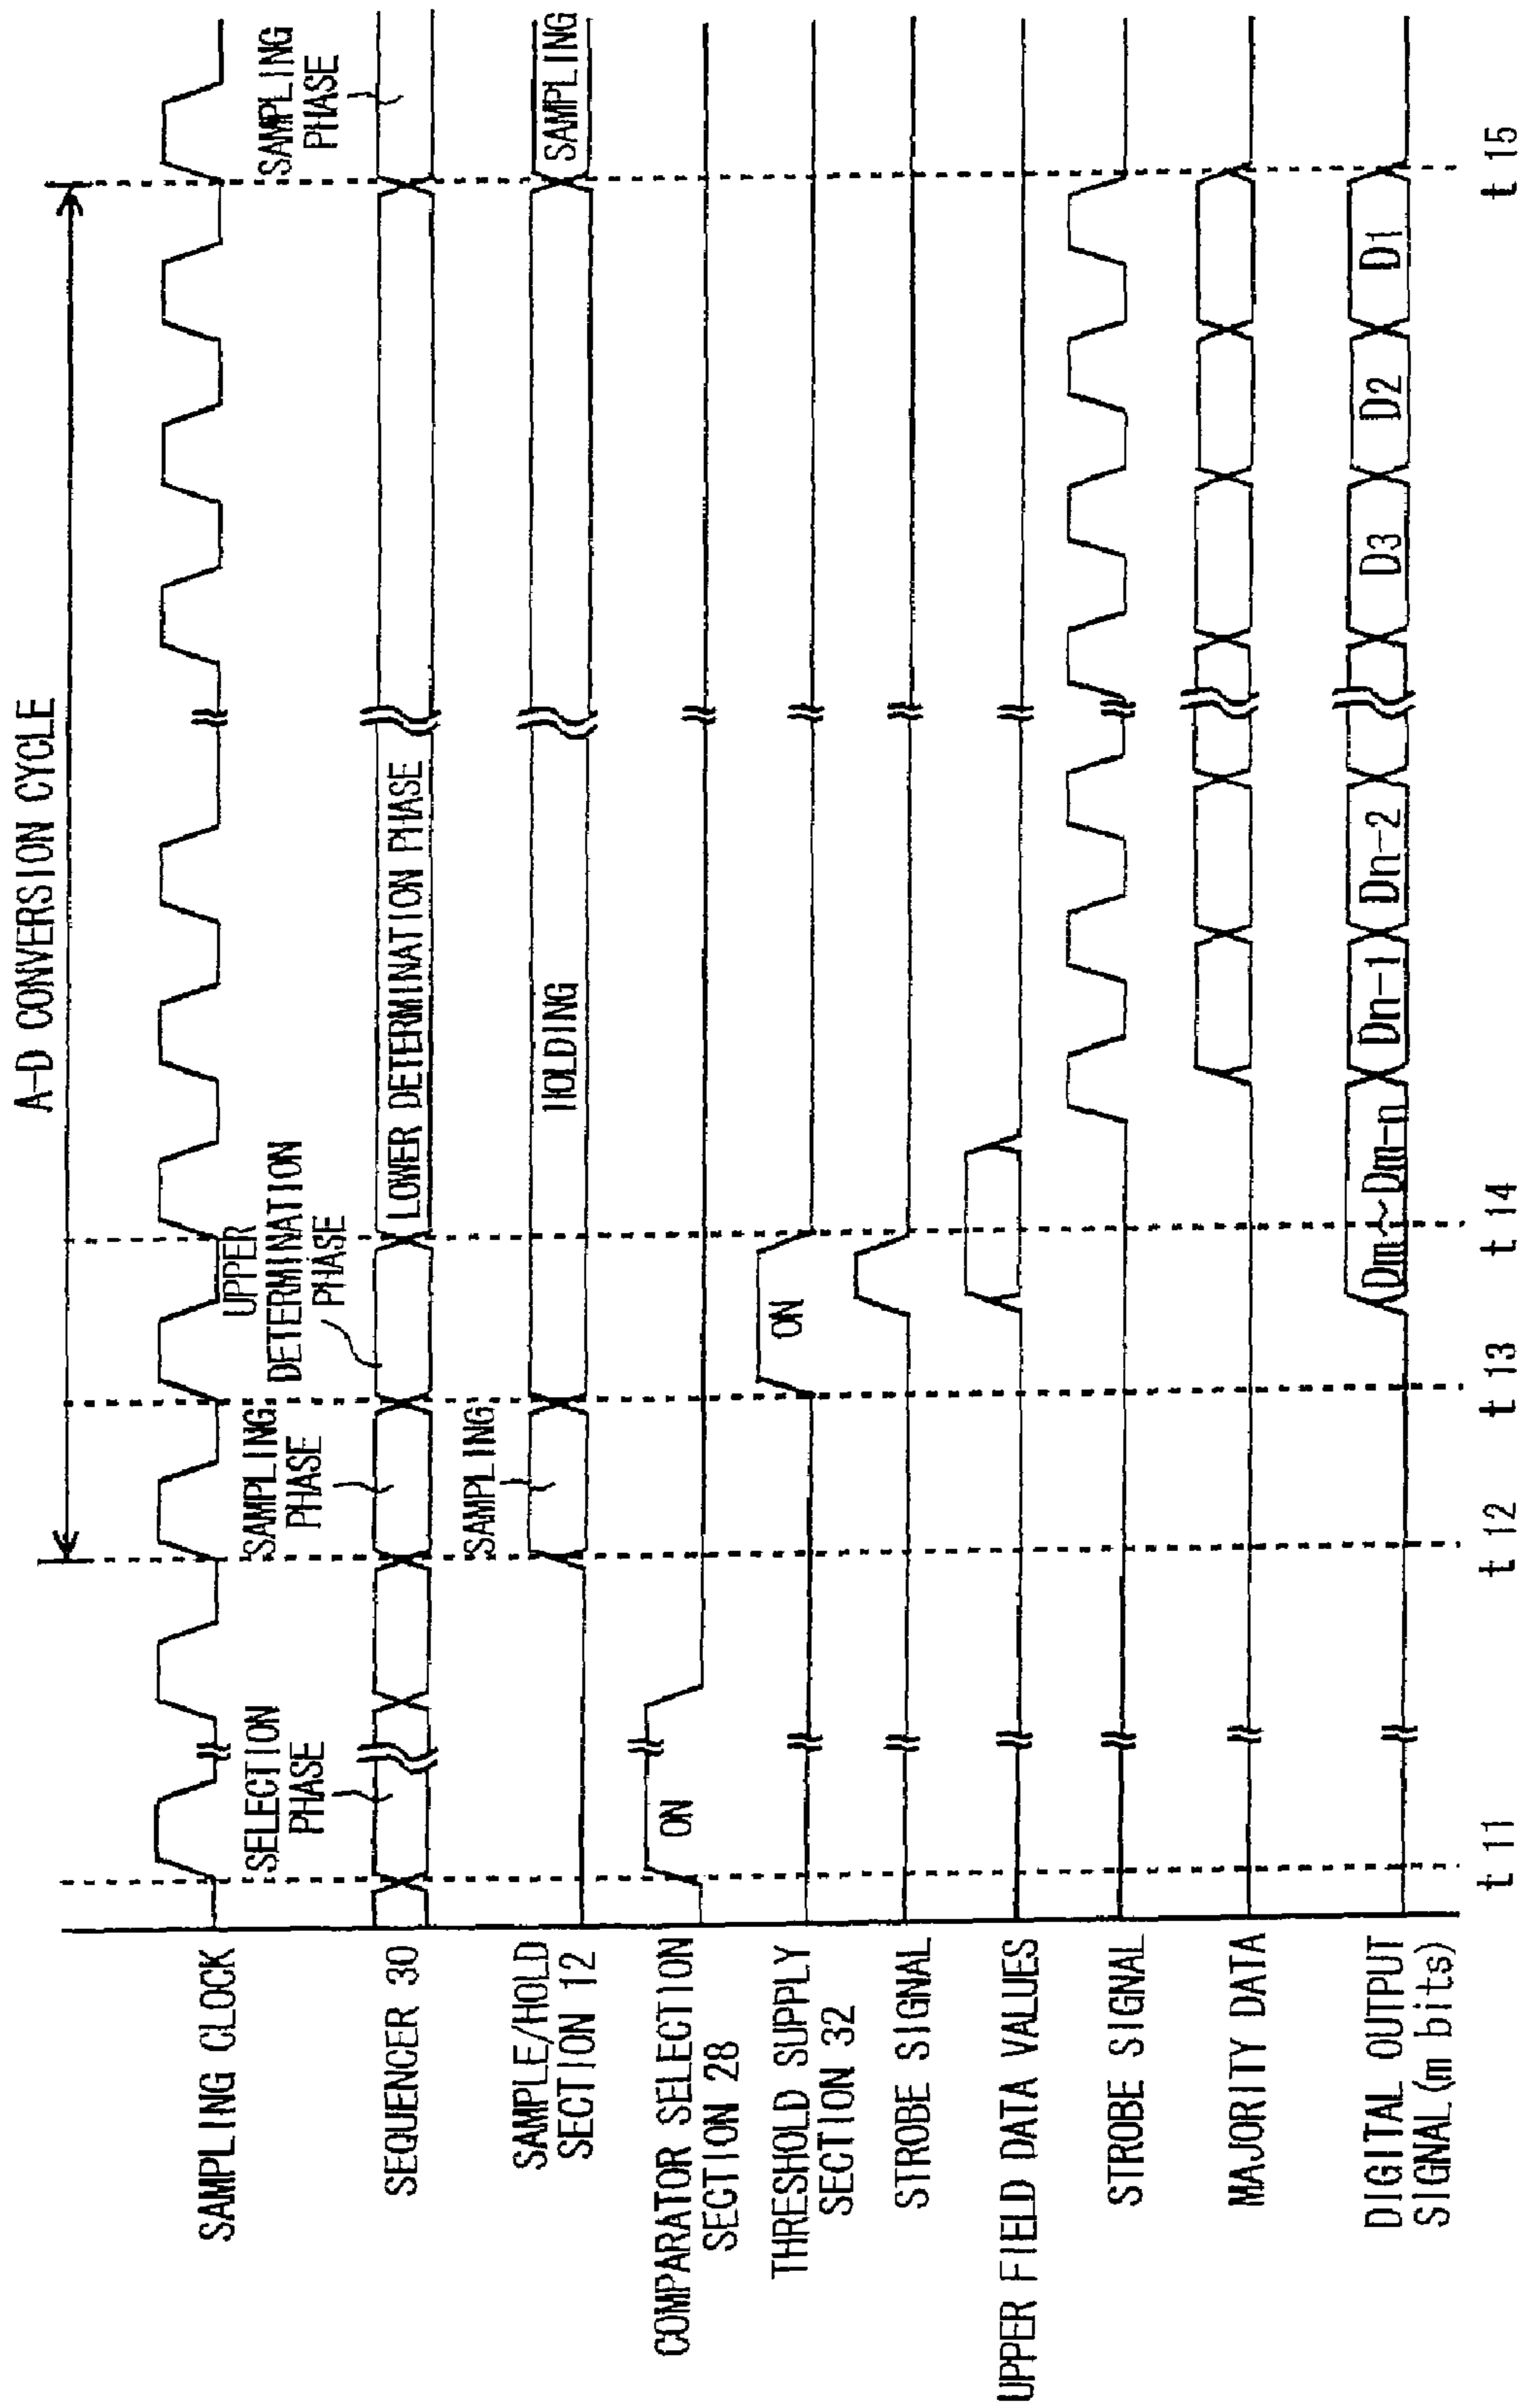 A-D CONVERSION CYCLE
SAMPLING CLOCK
SELECTION
PHASE
SAMPLING
PHASE
UPPER
DETERMINATION
PHASE
SAMPLING
PHASE
SEQUENCER 30
LOWER DETERMINATION PHASE
SAMPLE/HOLD
SECTION 12
SAMPLING
HOLDING
SAMPLING
COMPARATOR SELECTION
SECTION 28
ON
THRESHOLD SUPPLY
SECTION 32
ON
STROBE SIGNAL
UPPER FIELD DATA VALUES
STROBE SIGNAL
MAJORITY DATA
DIGITAL OUTPUT
SIGNAL(m bits)
Dm~Dm-n
Dn-1
Dn-2
D3
D2
D1
t 11
t 12
t 13
t 14
t 15